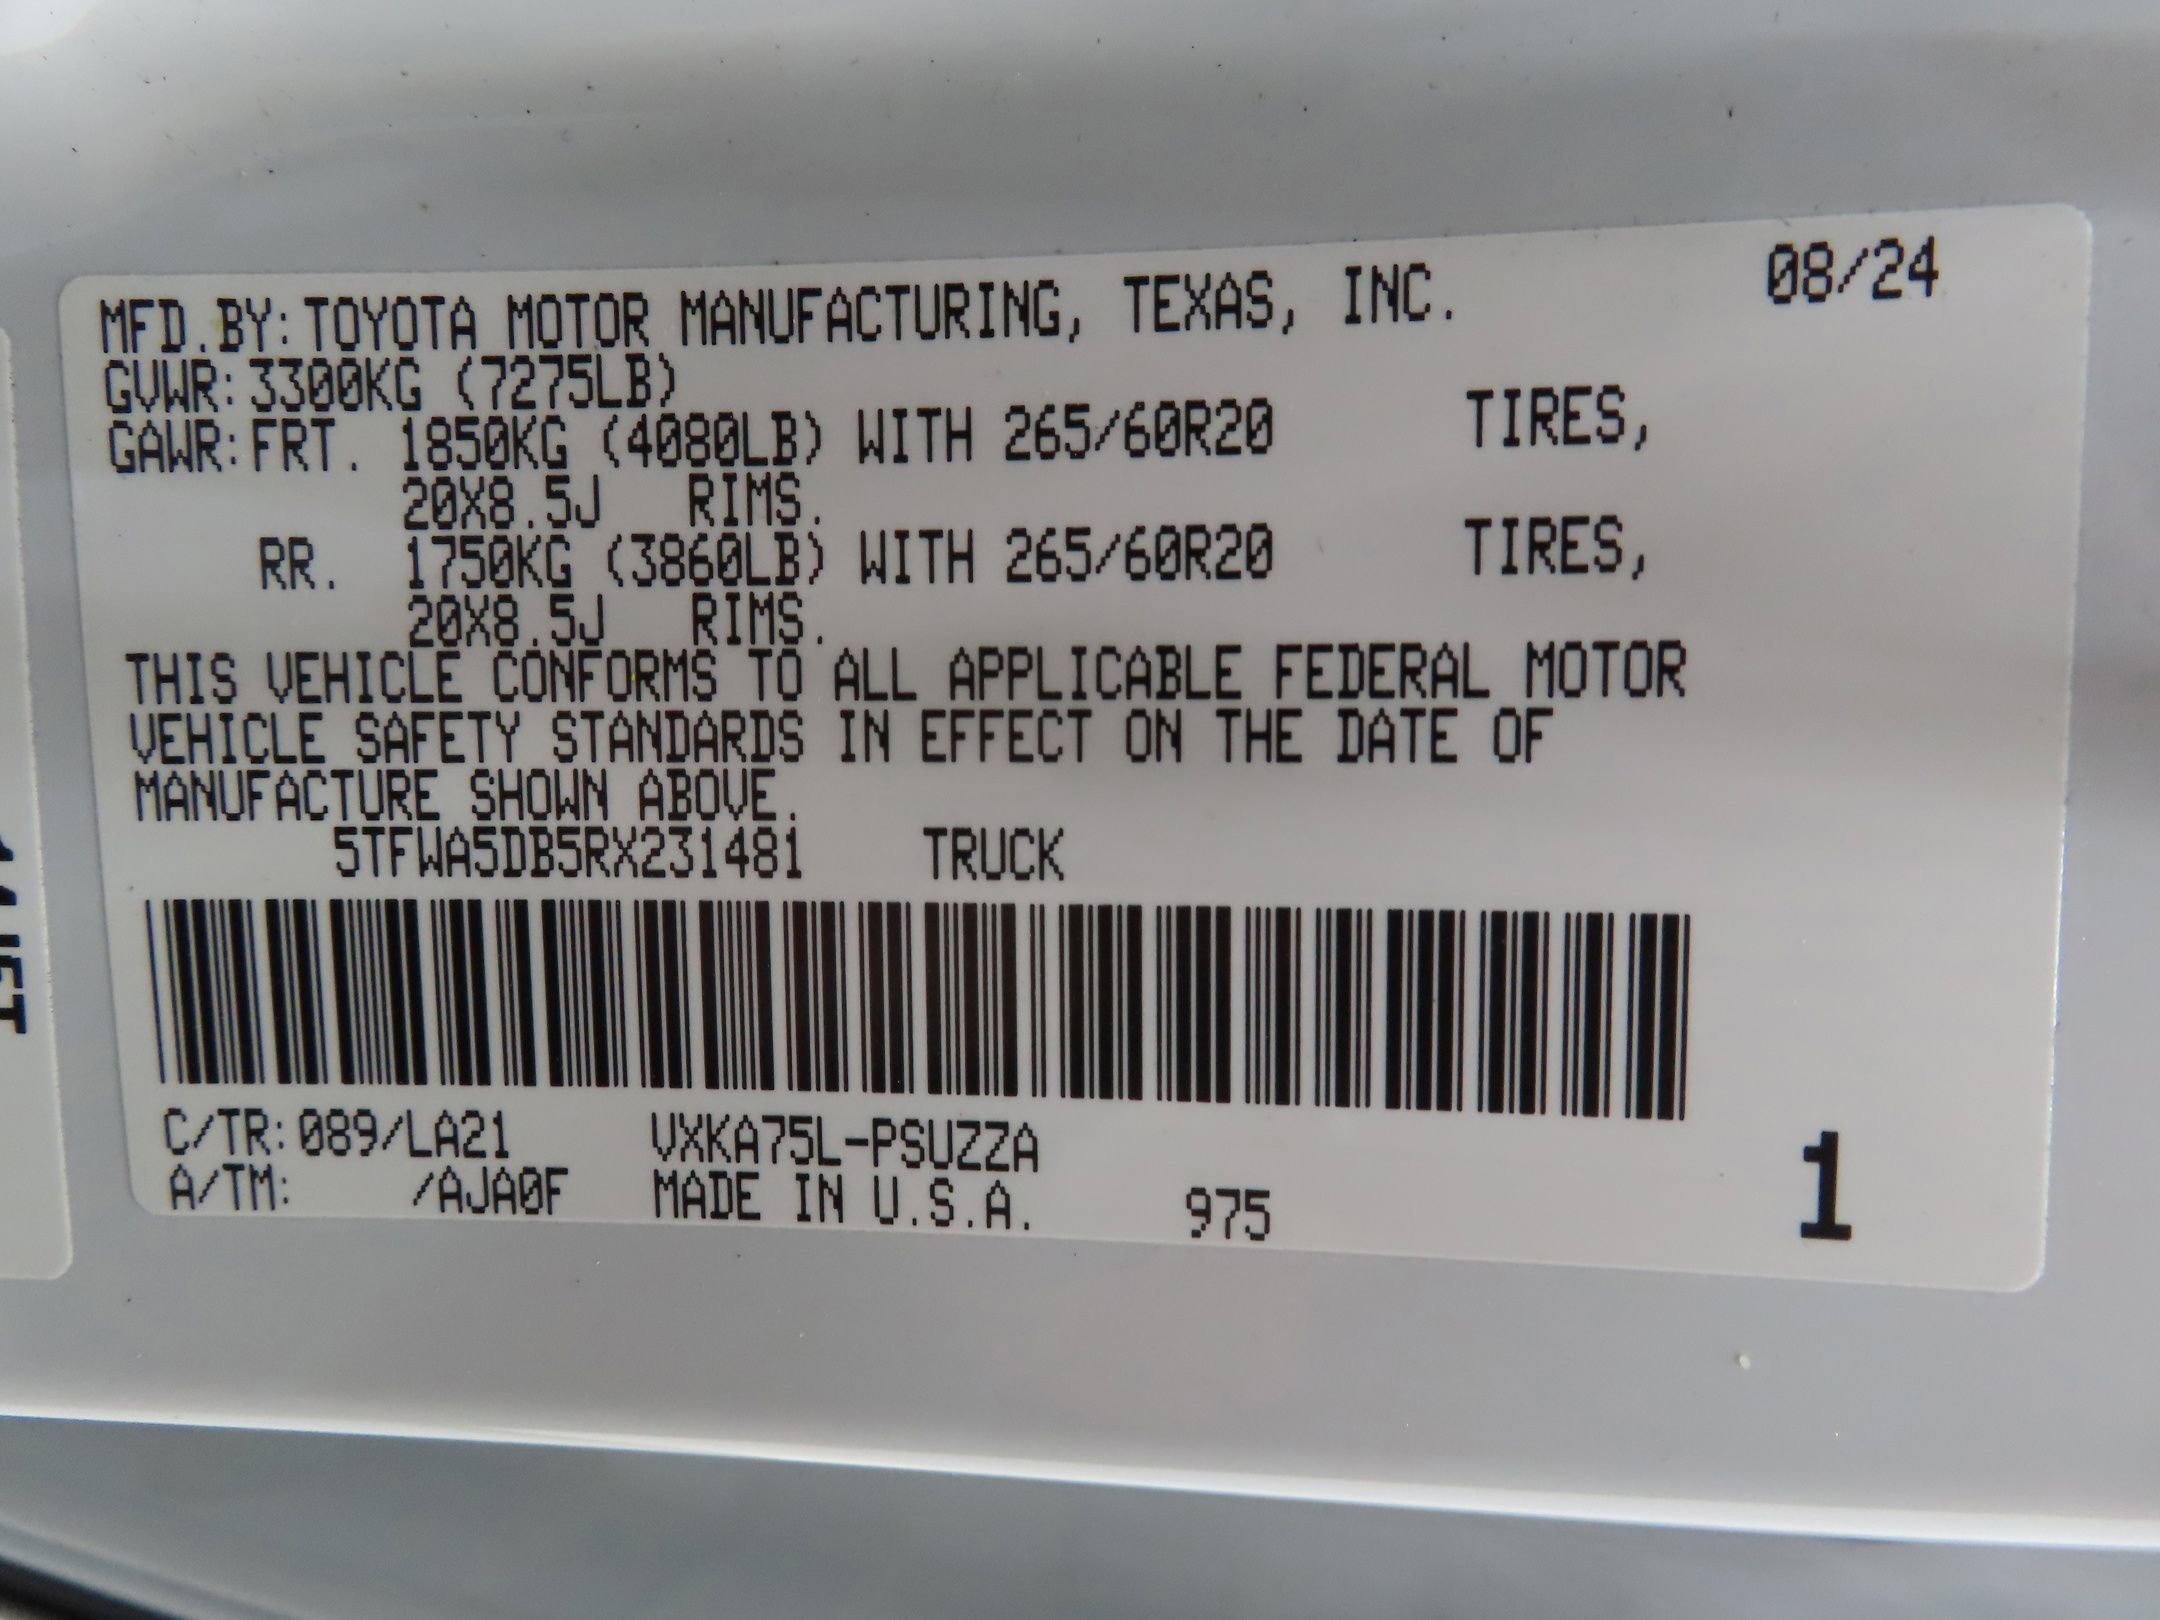 MFD.BY:TOYOTA MOTOR MANUFACTURING, TEXAS, INC. 08/24
GVWR:3300KG (7275LB)
GAWR:FRT. 1850KG (4080LB) WITH 265/60R20 TIRES,
20X8.5J RIMS.
RR. 1750KG (3860LB) WITH 265/60R20 TIRES,
20X8.5J RIMS.
THIS VEHICLE CONFORMS TO ALL APPLICABLE FEDERAL MOTOR
VEHICLE SAFETY STANDARDS IN EFFECT ON THE DATE OF
MANUFACTURE SHOWN ABOVE.
5TFWA5DB5RX231481 TRUCK
C/TR:089/LA21 VXKA75L-PSUZZA
A/TM: /AJA0F MADE IN U.S.A. 975 1